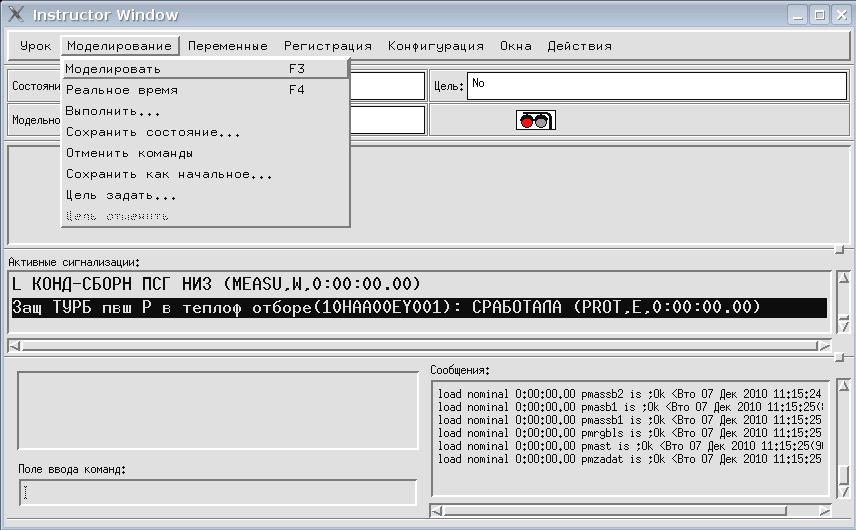 Instructor Window
Урок Моделирование Переменные Регистрация Конфигурация Окна Действия
Моделировать F3
Реальное время F4
Выполнить...
Сохранить состояние...
Отменить команды
Сохранить как начальное...
Цель задать...
Цель отменить
Состояни
Цель: No
Модельно
Активные сигнализации:
L КОНД-СБОРН ПСГ НИЗ (MEASU,W,0:00:00.00)
Защ ТУРБ пвш P в теплоф отборе(10HAA00EY001): СРАБОТАЛА (PROT,E,0:00:00.00)
Сообщения:
load nominal 0:00:00.00 pmassb2 is ;Ok <Вто 07 Дек 2010 11:15:24
load nominal 0:00:00.00 pmasb1 is ;Ok <Вто 07 Дек 2010 11:15:25(
load nominal 0:00:00.00 pmassb1 is ;Ok <Вто 07 Дек 2010 11:15:25
load nominal 0:00:00.00 pmrgbls is ;Ok <Вто 07 Дек 2010 11:15:25
load nominal 0:00:00.00 pmast is ;Ok <Вто 07 Дек 2010 11:15:25(90
load nominal 0:00:00.00 pmzadat is ;Ok <Вто 07 Дек 2010 11:15:25
Поле ввода команд: